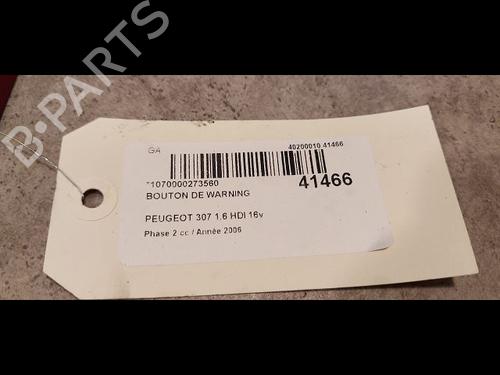 B-PARTS
GA
40200010 41466
*1070000273560
41466
BOUTON DE WARNING
PEUGEOT 307 1.6 HDI 16v
Phase 2 cc / Année 2006